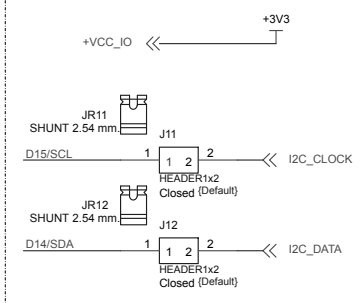 +3V3
+VCC_IO
JR11
SHUNT 2.54 mm.
J11
D15/SCL 1 1 2 2 I2C_CLOCK
HEADER1x2
Closed {Default}
JR12
SHUNT 2.54 mm.
J12
D14/SDA 1 1 2 2 I2C_DATA
HEADER1x2
Closed {Default}